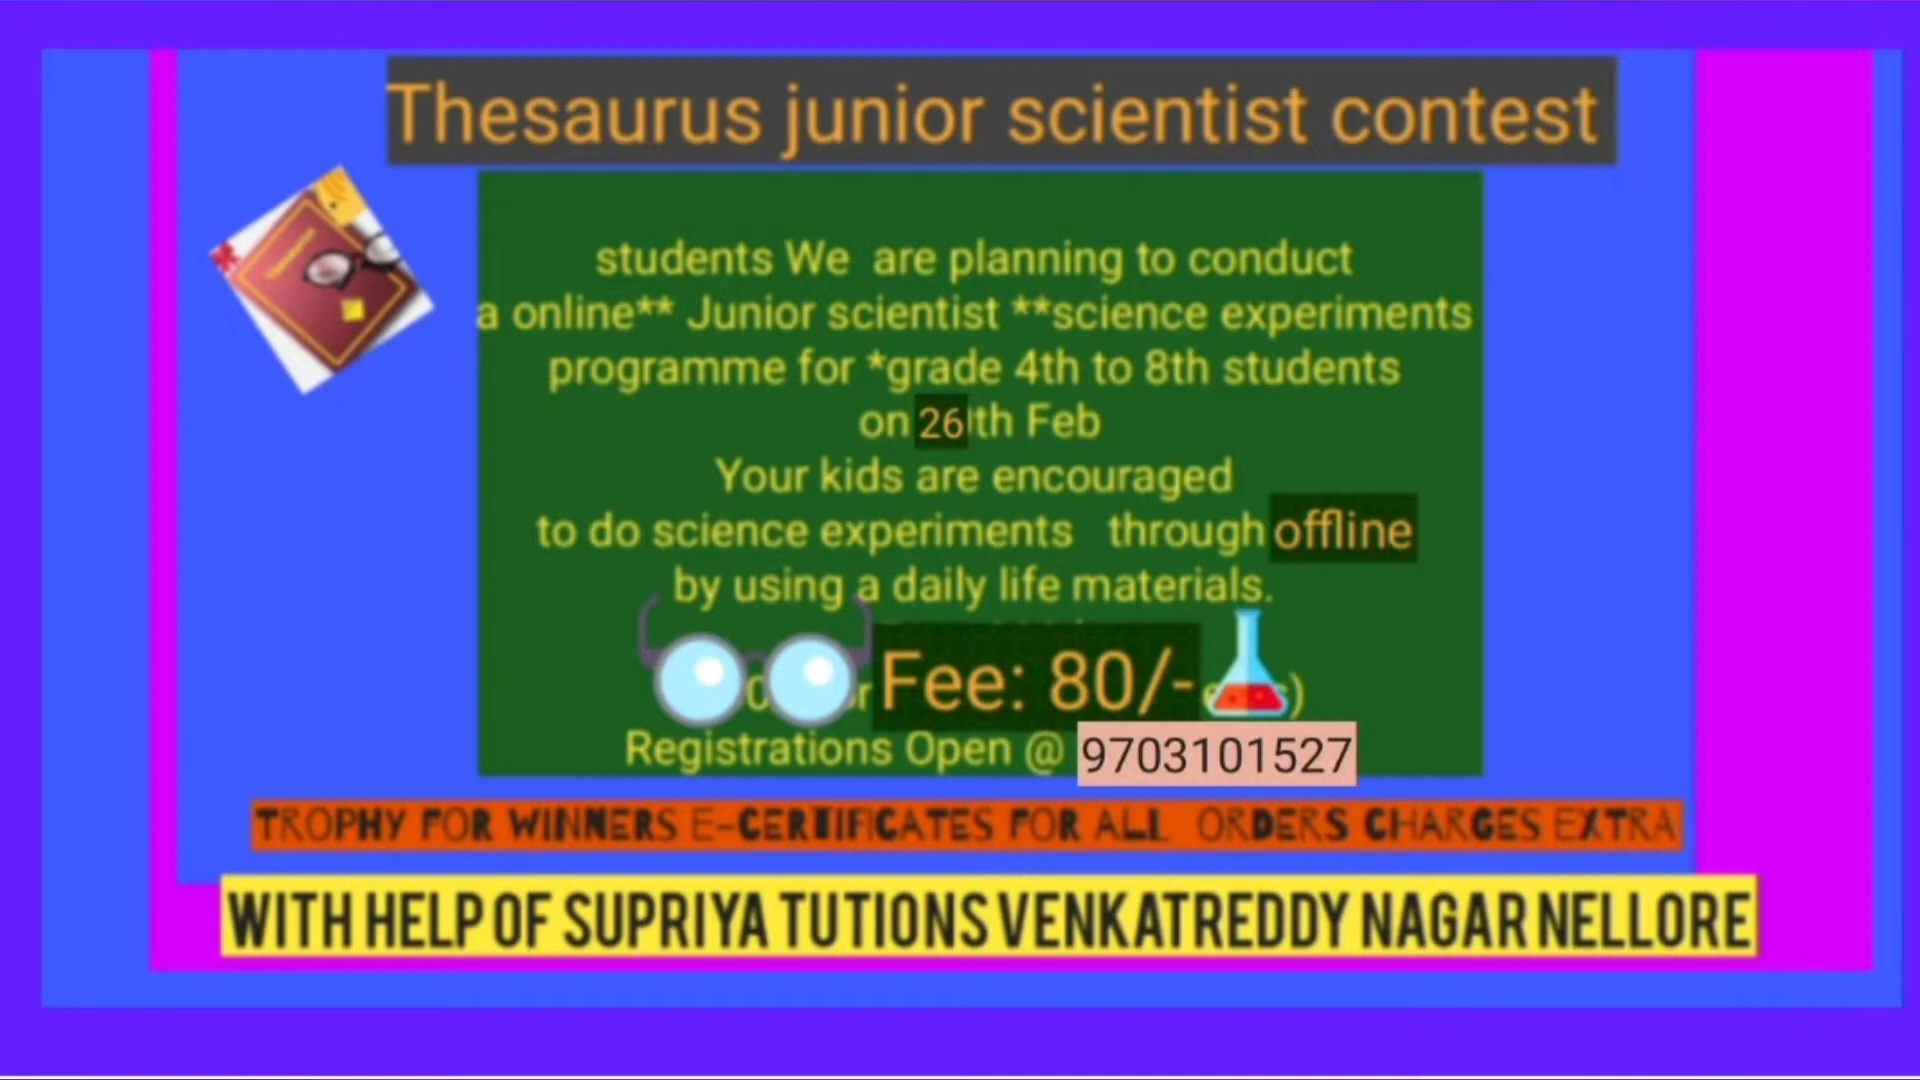 Thesaurus junior scientist contest
Thesaurus
students We are planning to conduct
a online** Junior scientist **science experiments
programme for *grade 4th to 8th students
on 26th Feb
Your kids are encouraged
to do science experiments through offline
by using a daily life materials.
Fee: 80/-
Registrations Open @ 9703101527
TROPHY FOR WINNERS E-CERTIFICATES FOR ALL ORDERS CHARGES EXTRA
WITH HELP OF SUPRIYA TUTIONS VENKATREDDY NAGAR NELLORE